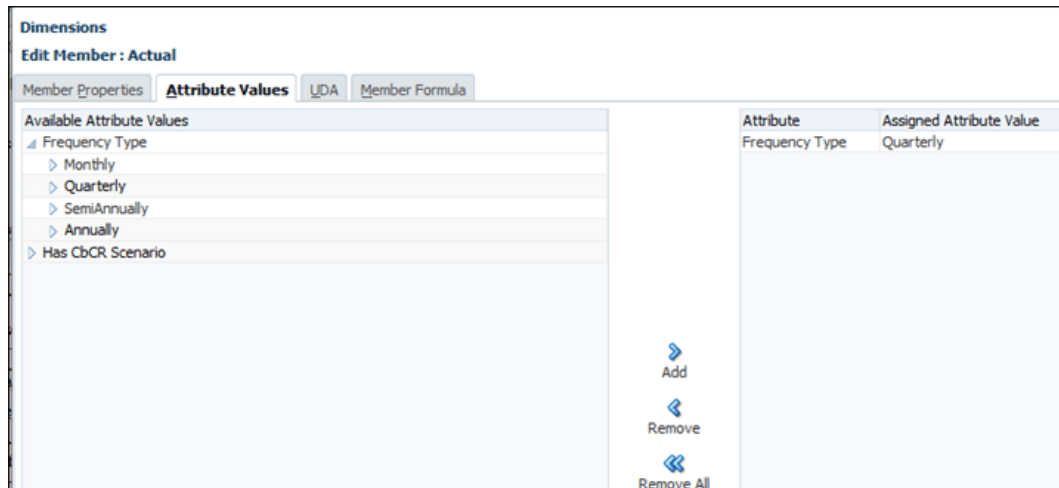 Dimensions
Edit Member : Actual
Member Properties Attribute Values UDA Member Formula
Available Attribute Values
Frequency Type
Monthly
Quarterly
SemiAnnually
Annually
Has CbCR Scenario
Add
Remove
Remove All
Attribute Assigned Attribute Value
Frequency Type Quarterly